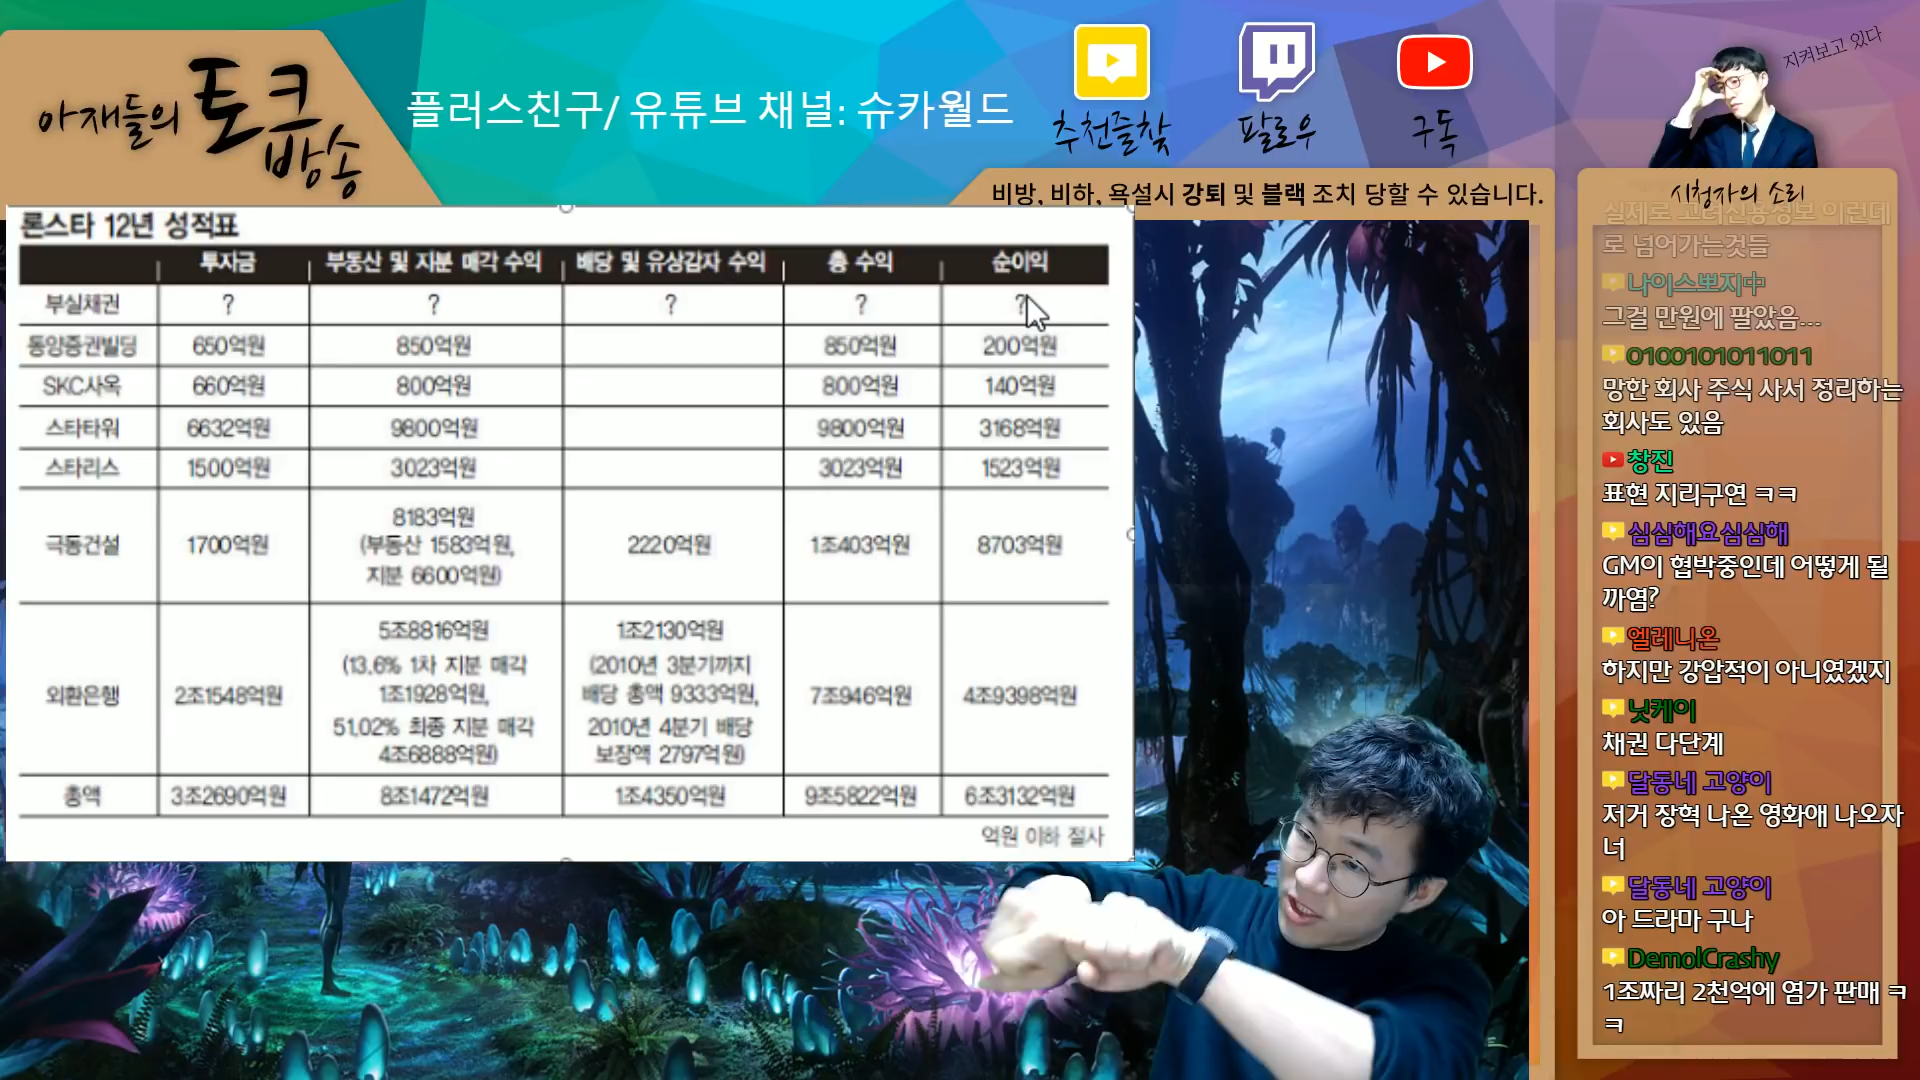 아재들의 토크 방송
플러스친구/ 유튜브 채널: 슈카월드
추천즐찾
팔로우
구독
지켜보고 있다
비방, 비하, 욕설시 강퇴 및 블랙 조치 당할 수 있습니다.
론스타 12년 성적표
투자금 부동산 및 지분 매각 수익 배당 및 유상감자 수익 총 수익 순이익
부실채권 ? ? ? ? ?
동양증권빌딩 650억원 850억원 850억원 200억원
SKC사옥 660억원 800억원 800억원 140억원
스타타워 6632억원 9800억원 9800억원 3168억원
스타리스 1500억원 3023억원 3023억원 1523억원
극동건설 1700억원 8183억원 (부동산 1583억원, 지분 6600억원) 2220억원 1조403억원 8703억원
외환은행 2조1548억원 5조8816억원 (13.6% 1차 지분 매각 1조1928억원, 51.02% 최종 지분 매각 4조6888억원) 1조2130억원 (2010년 3분기까지 배당 총액 9333억원, 2010년 4분기 배당 보장액 2797억원) 7조946억원 4조9398억원
총액 3조2690억원 8조1472억원 1조4350억원 9조5822억원 6조3132억원
억원 이하 절사
시청자의 소리
실제로 고려신용정보 이런데
로 넘어가는것들
나이스뽀지中
그걸 만원에 팔았음...
0100101011011
망한 회사 주식 사서 정리하는
회사도 있음
창진
표현 지리구연 ㅋㅋ
심심해요심심해
GM이 협박중인데 어떻게 될
까염?
엘레니온
하지만 강압적이 아니였겠지
닛케이
채권 다단계
달동네 고양이
저거 장혁 나온 영화애 나오자
너
달동네 고양이
아 드라마 구나
DemolCrashy
1조짜리 2천억에 염가 판매 ㅋ
ㅋ